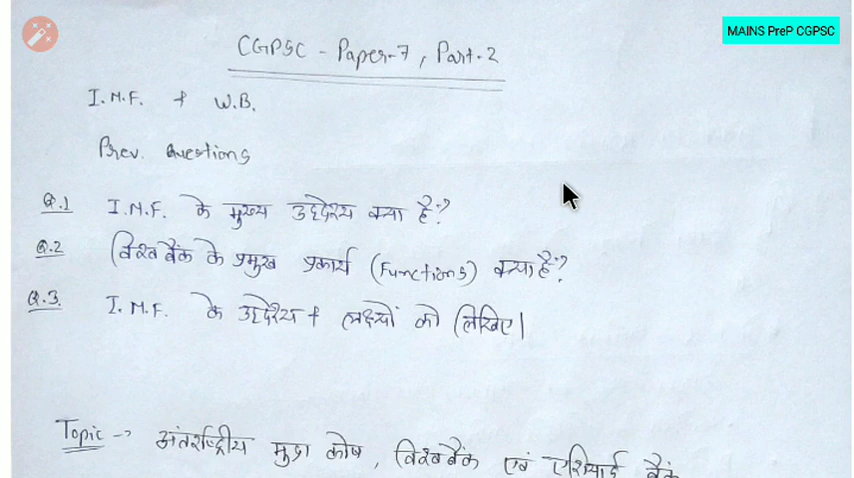 MAINS PreP CGPSC
CGPSC - Paper-7, Part-2
I.M.F. + W.B.
Prev. Questions
Q.1 I.M.F. के मुख्य उद्देश्य क्या है?
Q.2 विश्व बैंक के प्रमुख प्रकार्य (Functions) क्या है?
Q.3. I.M.F. के उद्देश्य + लक्ष्यों को लिखिए।
Topic -> अंतर्राष्ट्रीय मुद्रा कोष, विश्व बैंक एवं एशियाई बैंक